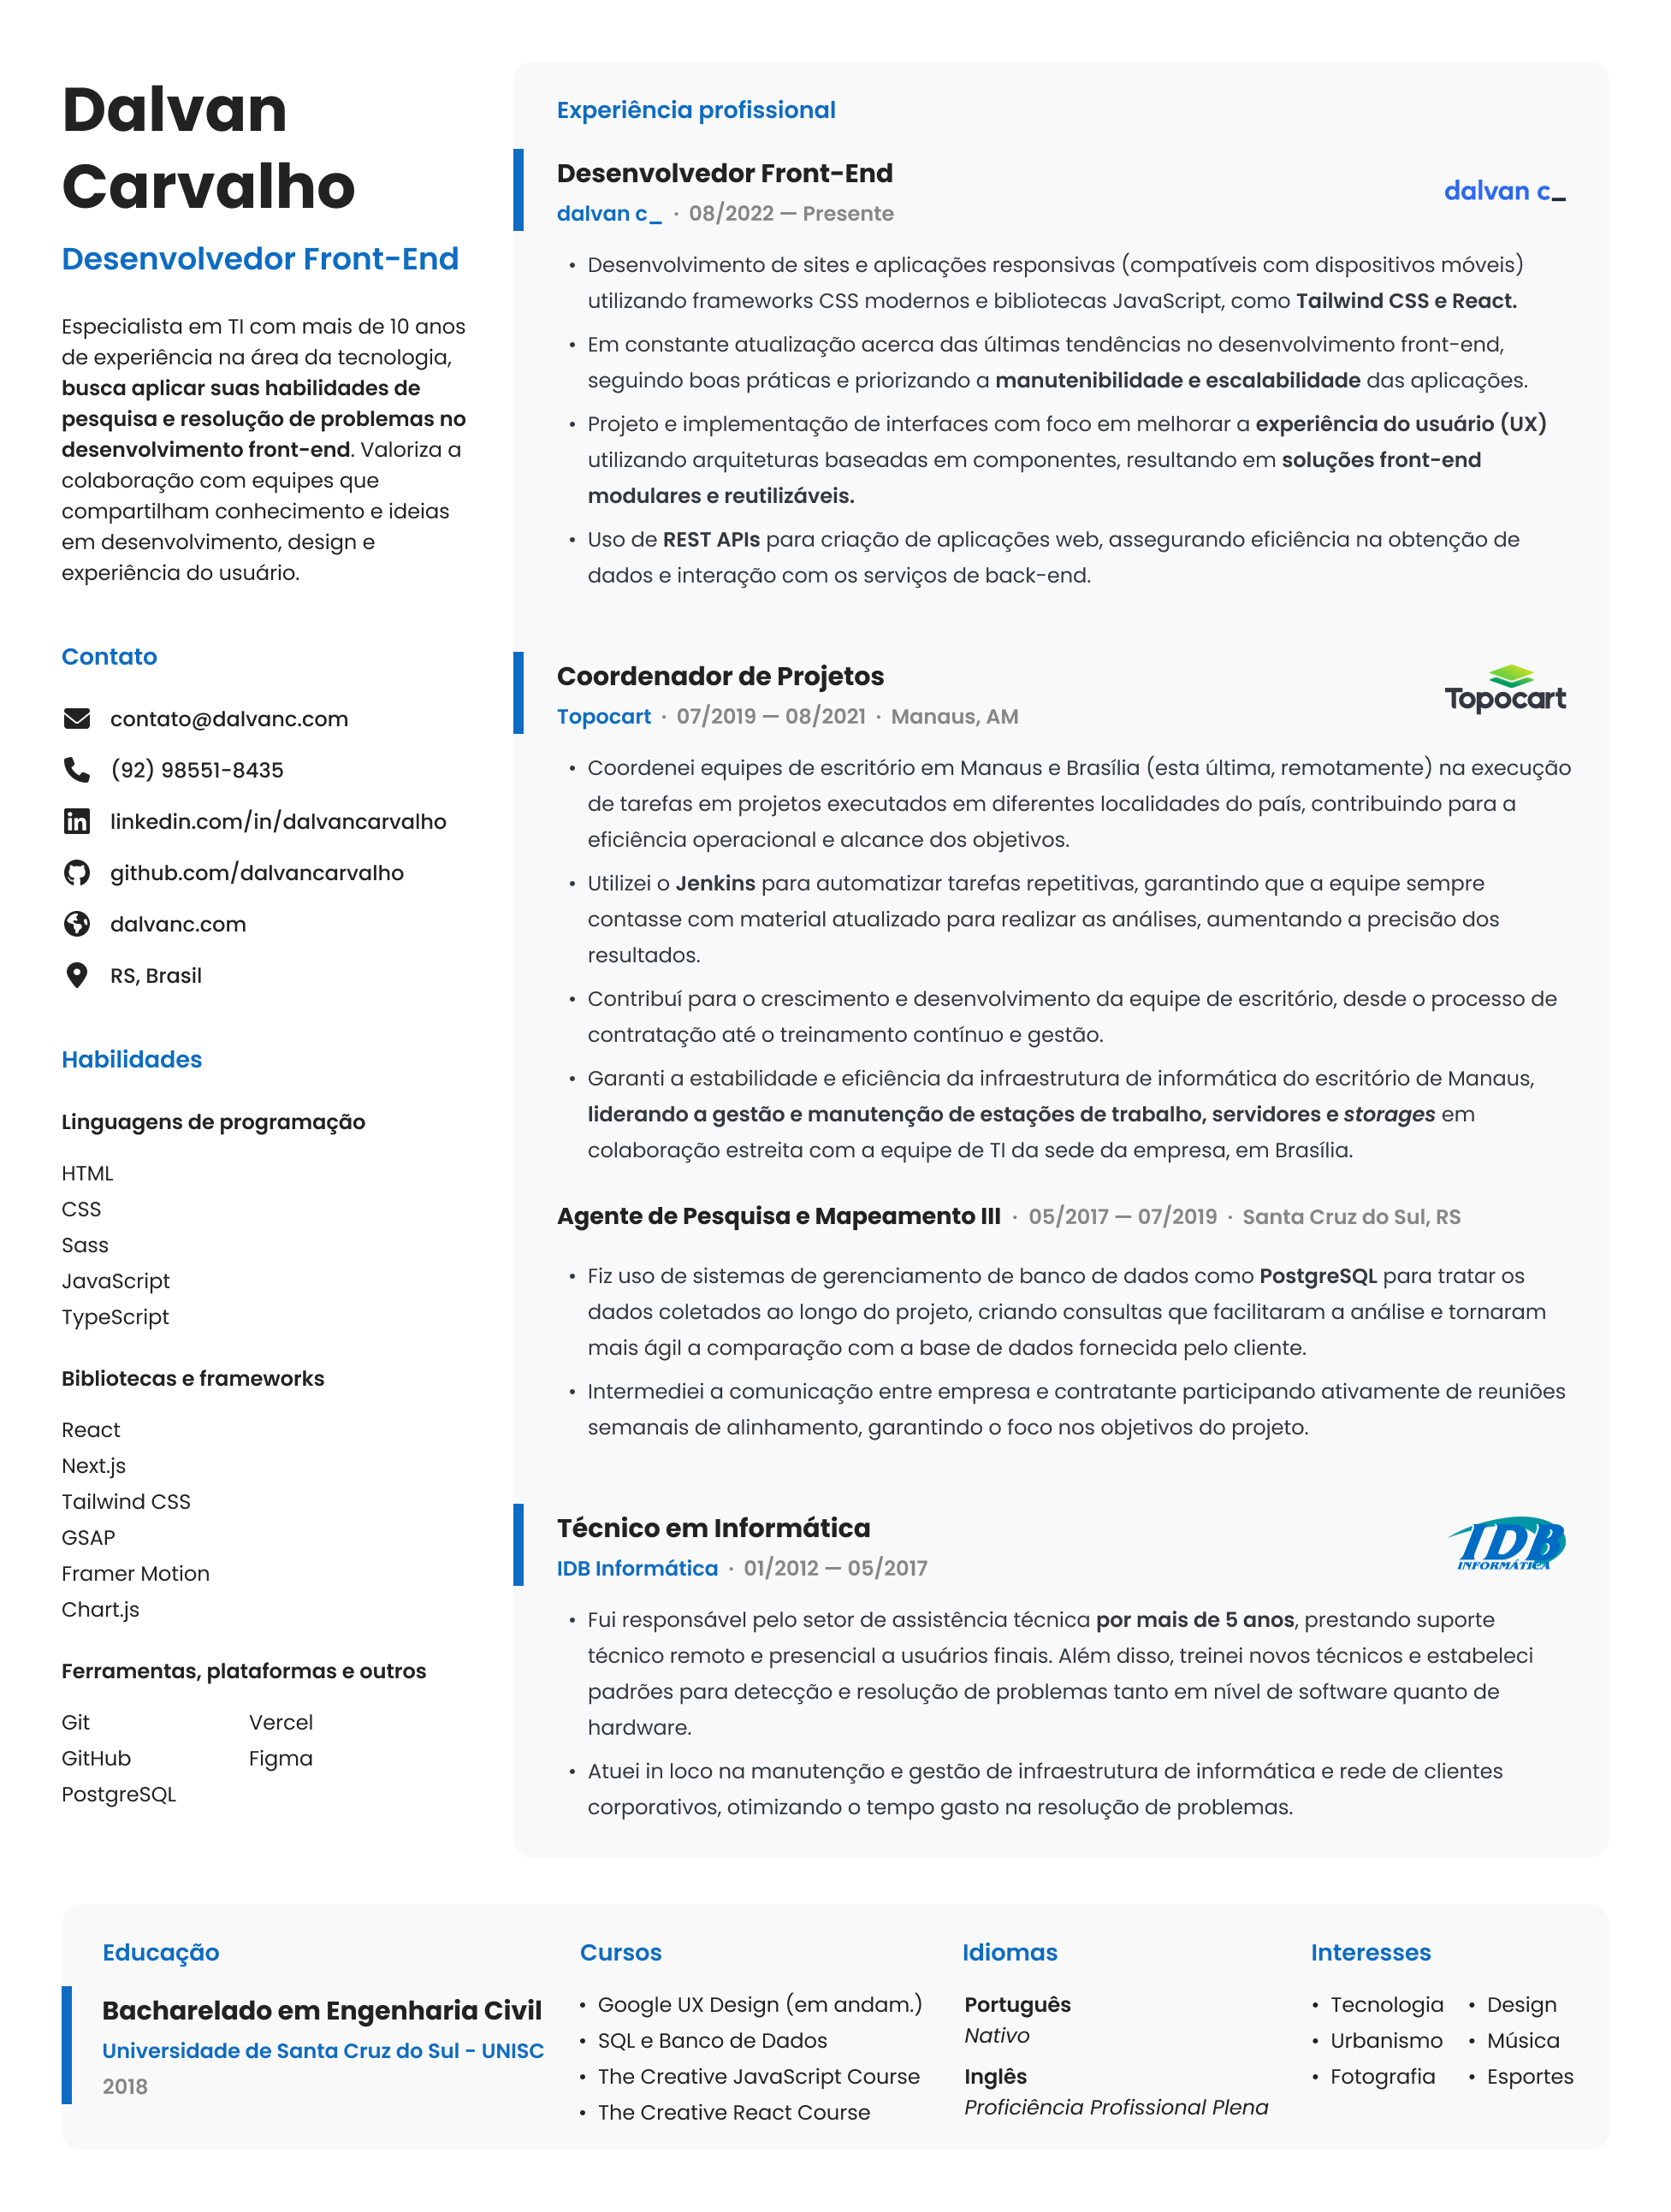 Dalvan
Carvalho
Desenvolvedor Front-End
Especialista em TI com mais de 10 anos
de experiência na área da tecnologia,
busca aplicar suas habilidades de
pesquisa e resolução de problemas no
desenvolvimento front-end. Valoriza a
colaboração com equipes que
compartilham conhecimento e ideias
em desenvolvimento, design e
experiência do usuário.
Contato
contato@dalvanc.com
(92) 98551-8435
linkedin.com/in/dalvancarvalho
github.com/dalvancarvalho
dalvanc.com
RS, Brasil
Habilidades
Linguagens de programação
HTML
CSS
Sass
JavaScript
TypeScript
Bibliotecas e frameworks
React
Next.js
Tailwind CSS
GSAP
Framer Motion
Chart.js
Ferramentas, plataformas e outros
Git
GitHub
PostgreSQL
Vercel
Figma
Experiência profissional
Desenvolvedor Front-End
dalvan c_ · 08/2022 — Presente
dalvan c_
• Desenvolvimento de sites e aplicações responsivas (compatíveis com dispositivos móveis)
utilizando frameworks CSS modernos e bibliotecas JavaScript, como Tailwind CSS e React.
• Em constante atualização acerca das últimas tendências no desenvolvimento front-end,
seguindo boas práticas e priorizando a manutenibilidade e escalabilidade das aplicações.
• Projeto e implementação de interfaces com foco em melhorar a experiência do usuário (UX)
utilizando arquiteturas baseadas em componentes, resultando em soluções front-end
modulares e reutilizáveis.
• Uso de REST APIs para criação de aplicações web, assegurando eficiência na obtenção de
dados e interação com os serviços de back-end.
Coordenador de Projetos
Topocart · 07/2019 — 08/2021 · Manaus, AM
Topocart
• Coordenei equipes de escritório em Manaus e Brasília (esta última, remotamente) na execução
de tarefas em projetos executados em diferentes localidades do país, contribuindo para a
eficiência operacional e alcance dos objetivos.
• Utilizei o Jenkins para automatizar tarefas repetitivas, garantindo que a equipe sempre
contasse com material atualizado para realizar as análises, aumentando a precisão dos
resultados.
• Contribuí para o crescimento e desenvolvimento da equipe de escritório, desde o processo de
contratação até o treinamento contínuo e gestão.
• Garanti a estabilidade e eficiência da infraestrutura de informática do escritório de Manaus,
liderando a gestão e manutenção de estações de trabalho, servidores e storages em
colaboração estreita com a equipe de TI da sede da empresa, em Brasília.
Agente de Pesquisa e Mapeamento III · 05/2017 — 07/2019 · Santa Cruz do Sul, RS
• Fiz uso de sistemas de gerenciamento de banco de dados como PostgreSQL para tratar os
dados coletados ao longo do projeto, criando consultas que facilitaram a análise e tornaram
mais ágil a comparação com a base de dados fornecida pelo cliente.
• Intermediei a comunicação entre empresa e contratante participando ativamente de reuniões
semanais de alinhamento, garantindo o foco nos objetivos do projeto.
Técnico em Informática
IDB Informática · 01/2012 — 05/2017
IDB
INFORMÁTICA
• Fui responsável pelo setor de assistência técnica por mais de 5 anos, prestando suporte
técnico remoto e presencial a usuários finais. Além disso, treinei novos técnicos e estabeleci
padrões para detecção e resolução de problemas tanto em nível de software quanto de
hardware.
• Atuei in loco na manutenção e gestão de infraestrutura de informática e rede de clientes
corporativos, otimizando o tempo gasto na resolução de problemas.
Educação
Bacharelado em Engenharia Civil
Universidade de Santa Cruz do Sul - UNISC
2018
Cursos
• Google UX Design (em andam.)
• SQL e Banco de Dados
• The Creative JavaScript Course
• The Creative React Course
Idiomas
Português
Nativo
Inglês
Proficiência Profissional Plena
Interesses
• Tecnologia
• Urbanismo
• Fotografia
• Design
• Música
• Esportes